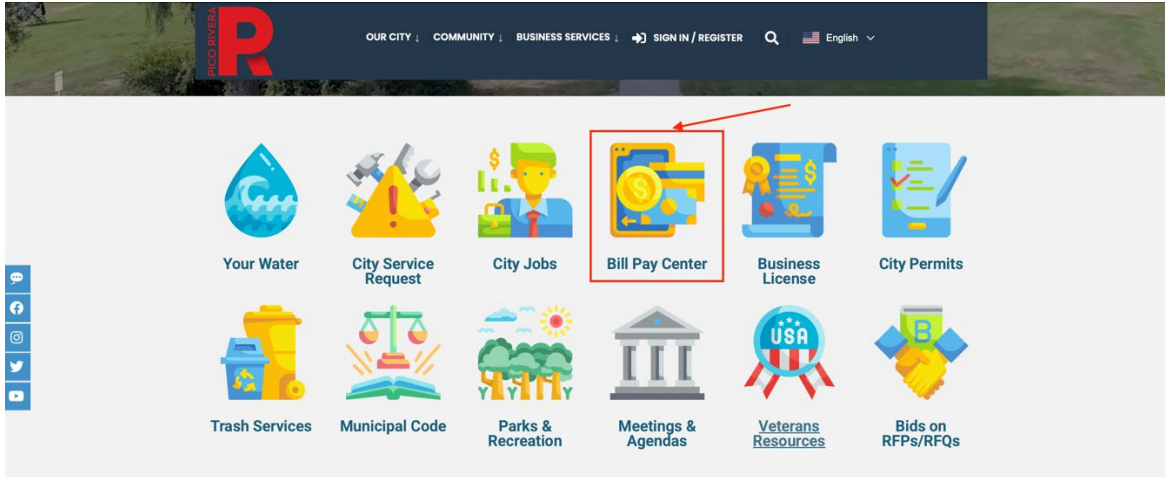 PICO RIVERA
R
OUR CITY ↓ COMMUNITY ↓ BUSINESS SERVICES ↓ SIGN IN / REGISTER English
$
$
$
USA
B
Your Water
City Service
Request
City Jobs
Bill Pay Center
Business
License
City Permits
Trash Services
Municipal Code
Parks &
Recreation
Meetings &
Agendas
Veterans
Resources
Bids on
RFPs/RFQs